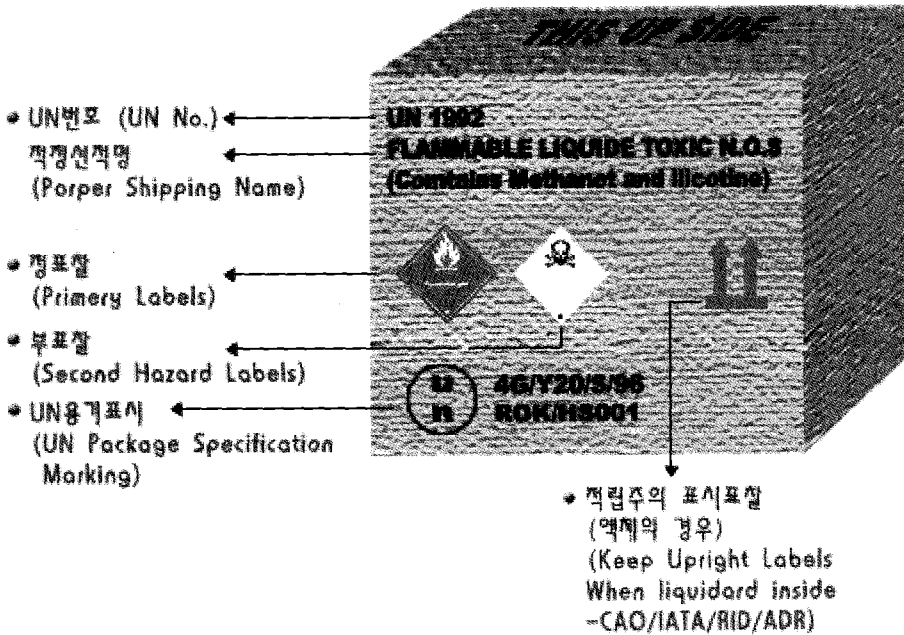 THIS UP SIDE
• UN번호 (UN No.)
적정선적명
(Porper Shipping Name)
UN 1992
FLAMMABLE LIQUIDE TOXIC N.O.S
(Comtains Methanot and Illcotine)
• 정표찰
(Primery Labels)
• 부표찰
(Second Hazard Labels)
• UN용기표시
(UN Package Specification
Marking)
u
n
4G/Y20/S/96
ROK/HS001
• 적립주의 표시표찰
(액체의 경우)
(Keep Upright Labels
When liquidard inside
-CAO/IATA/RID/ADR)